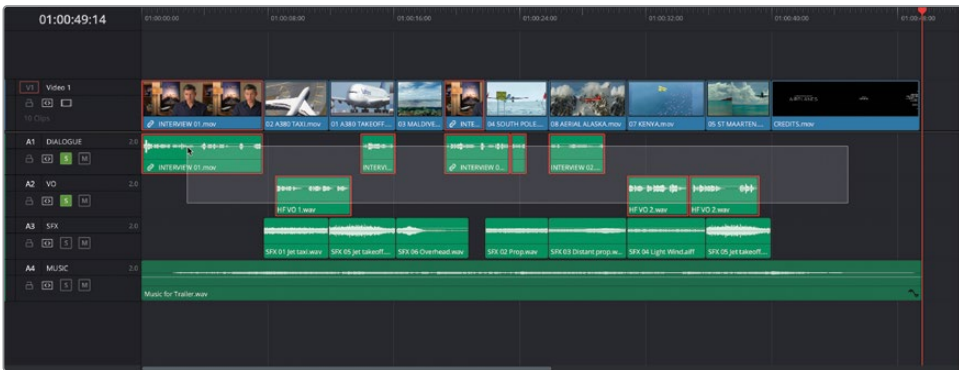 01:00:49:14
01:00:00:00
01:00:08:00
01:00:16:00
01:00:24:00
01:00:32:00
01:00:40:00
V1 Video 1
INTERVIEW 01.mov
02 A380 TAXI.mov
01 A380 TAKEOFF....
03 MALDIVE...
INTE...
04 SOUTH POLE....
08 AERIAL ALASKA.mov
07 KENYA.mov
05 ST MAARTEN....
CREDITS.mov
A1 DIALOGUE 2.0
S M
INTERVIEW 01.mov
INTERVI...
INTERVIEW 0...
INTERVIEW 02....
A2 VO 2.0
S M
HF VO 1.wav
HF VO 2.wav
HF VO 2.wav
A3 SFX 2.0
S M
SFX 01 Jet taxi.wav
SFX 05 Jet takeoff....
SFX 06 Overhead.wav
SFX 02 Prop.wav
SFX 03 Distant prop.w...
SFX 04 Light Wind.aiff
SFX 05 Jet takeoff....
A4 MUSIC 2.0
S M
Music for Trailer.wav